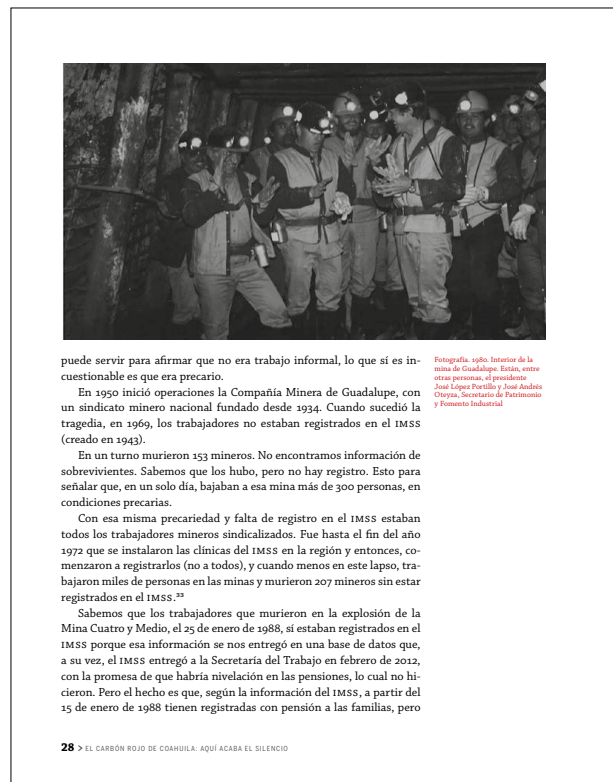 puede servir para afirmar que no era trabajo informal, lo que sí es in-
cuestionable es que era precario.
En 1950 inició operaciones la Compañía Minera de Guadalupe, con
un sindicato minero nacional fundado desde 1934. Cuando sucedió la
tragedia, en 1969, los trabajadores no estaban registrados en el IMSS
(creado en 1943).
En un turno murieron 153 mineros. No encontramos información de
sobrevivientes. Sabemos que los hubo, pero no hay registro. Esto para
señalar que, en un solo día, bajaban a esa mina más de 300 personas, en
condiciones precarias.
Con esa misma precariedad y falta de registro en el IMSS estaban
todos los trabajadores mineros sindicalizados. Fue hasta el fin del año
1972 que se instalaron las clínicas del IMSS en la región y entonces, co-
menzaron a registrarlos (no a todos), y cuando menos en este lapso, tra-
bajaron miles de personas en las minas y murieron 207 mineros sin estar
registrados en el IMSS.³³
Sabemos que los trabajadores que murieron en la explosión de la
Mina Cuatro y Medio, el 25 de enero de 1988, sí estaban registrados en el
IMSS porque esa información se nos entregó en una base de datos que,
a su vez, el IMSS entregó a la Secretaría del Trabajo en febrero de 2012,
con la promesa de que habría nivelación en las pensiones, lo cual no hi-
cieron. Pero el hecho es que, según la información del IMSS, a partir del
15 de enero de 1988 tienen registradas con pensión a las familias, pero
Fotografía. 1980. Interior de la
mina de Guadalupe. Están, entre
otras personas, el presidente
José López Portillo y José Andrés
Oteyza, Secretario de Patrimonio
y Fomento Industrial
28 > EL CARBÓN ROJO DE COAHUILA: AQUÍ ACABA EL SILENCIO